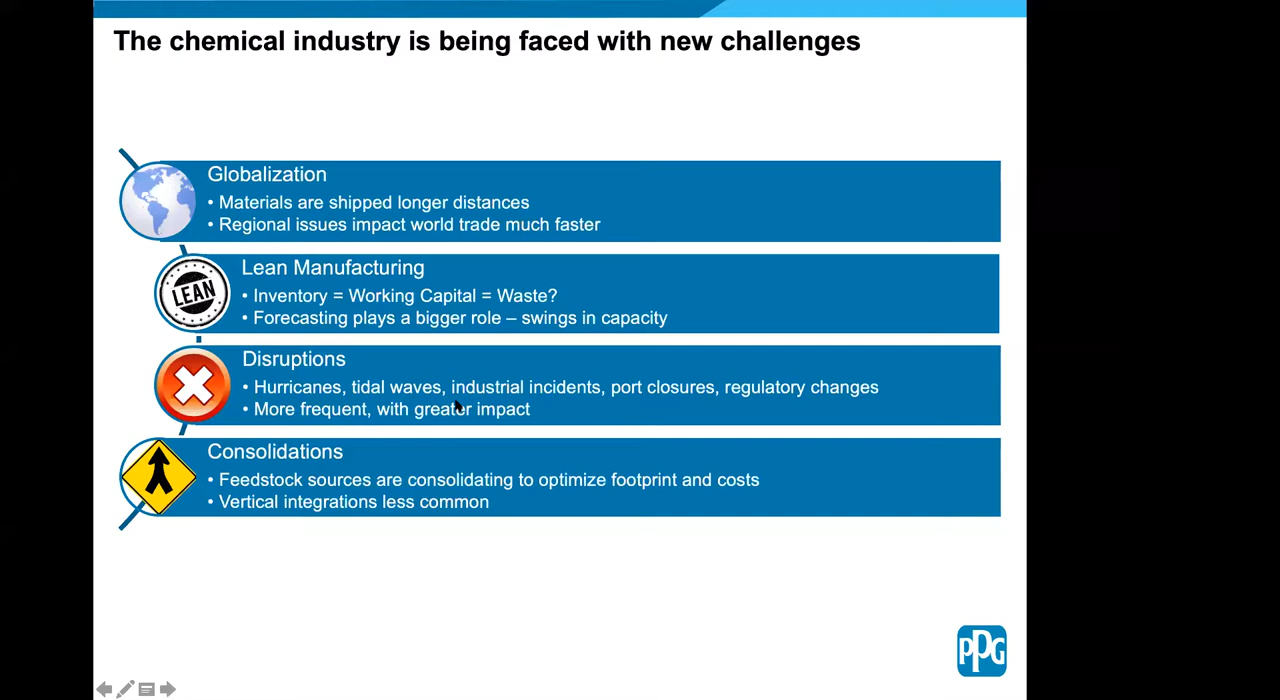 The chemical industry is being faced with new challenges
Globalization
• Materials are shipped longer distances
• Regional issues impact world trade much faster
LEAN
Lean Manufacturing
• Inventory = Working Capital = Waste?
• Forecasting plays a bigger role – swings in capacity
Disruptions
• Hurricanes, tidal waves, industrial incidents, port closures, regulatory changes
• More frequent, with greater impact
Consolidations
• Feedstock sources are consolidating to optimize footprint and costs
• Vertical integrations less common
PPG